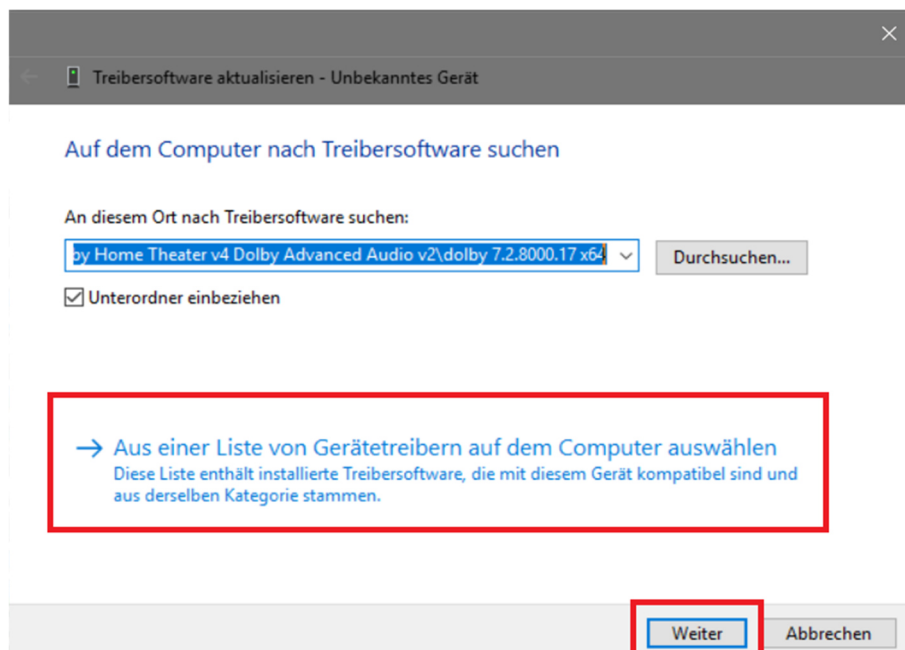 Treibersoftware aktualisieren - Unbekanntes Gerät
Auf dem Computer nach Treibersoftware suchen
An diesem Ort nach Treibersoftware suchen:
by Home Theater v4 Dolby Advanced Audio v2\dolby 7.2.8000.17 x64
Durchsuchen...
Unterordner einbeziehen
Aus einer Liste von Gerätetreibern auf dem Computer auswählen
Diese Liste enthält installierte Treibersoftware, die mit diesem Gerät kompatibel sind und
aus derselben Kategorie stammen.
Weiter
Abbrechen